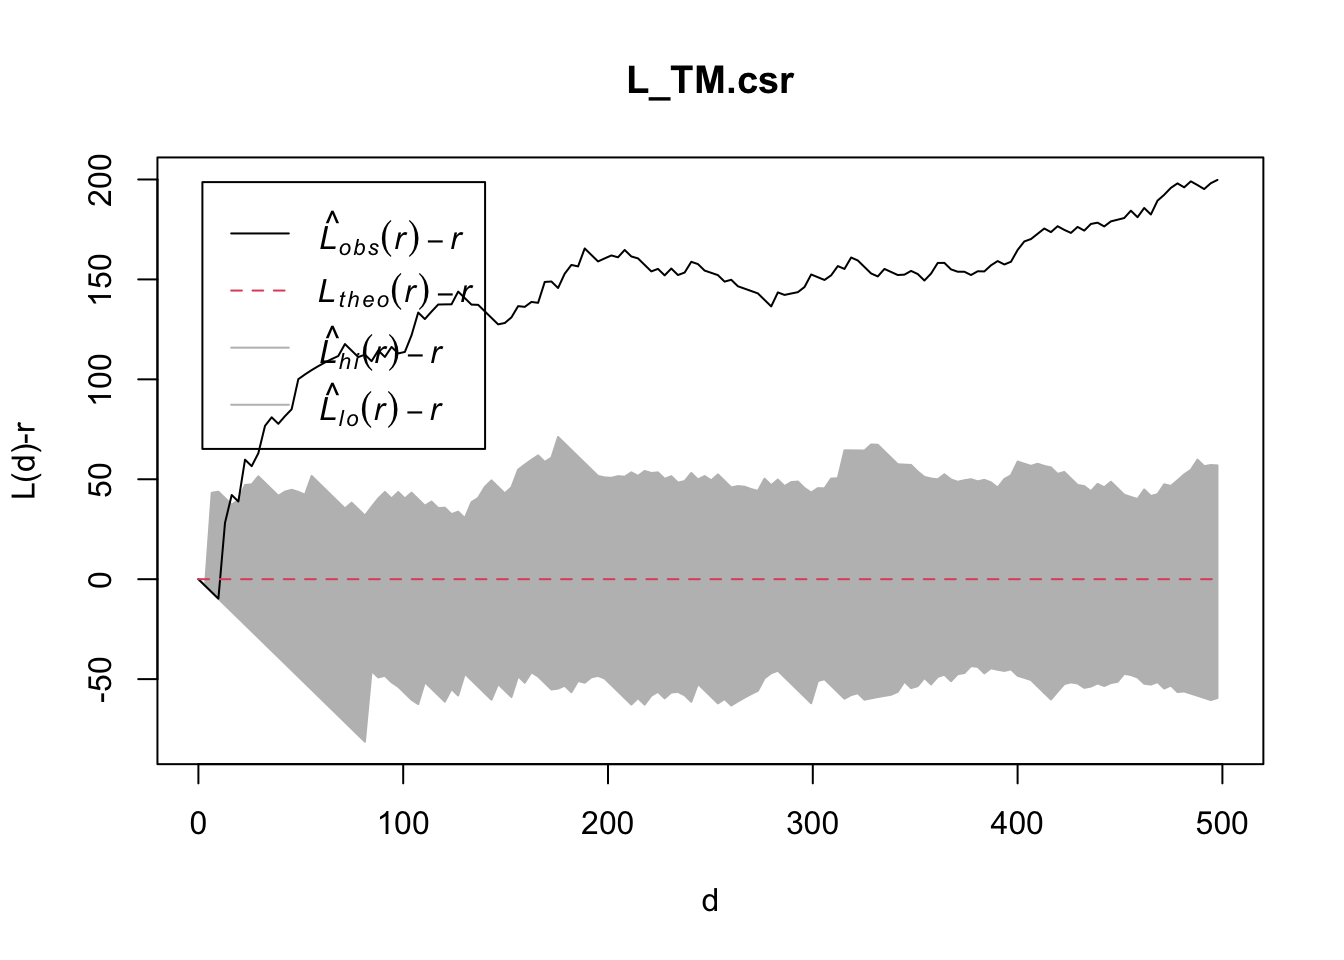 L_TM.csr
L(d)-r
200
150
100
50
0
-50
L̂obs(r) – r
Ltheo(r) – r
L̂hi(r) – r
L̂lo(r) – r
0 100 200 300 400 500
d